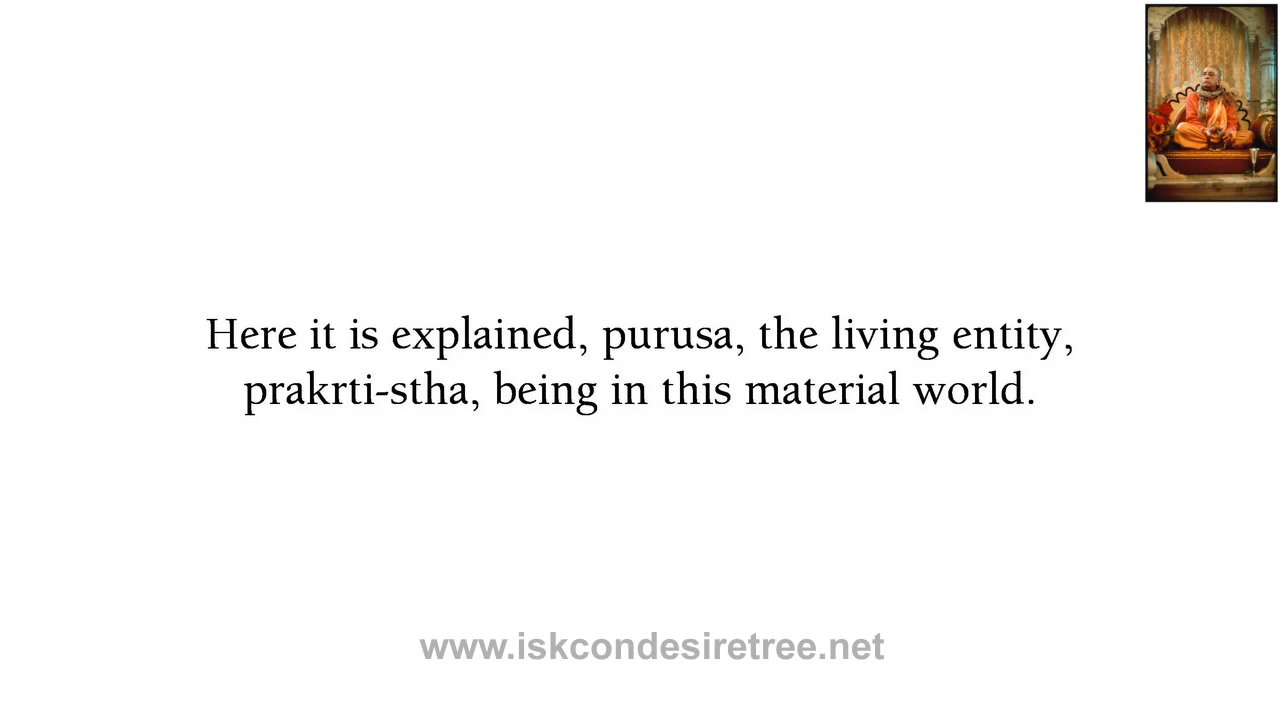 Here it is explained, purusa, the living entity,
prakrti-stha, being in this material world.
www.iskcondesiretree.net